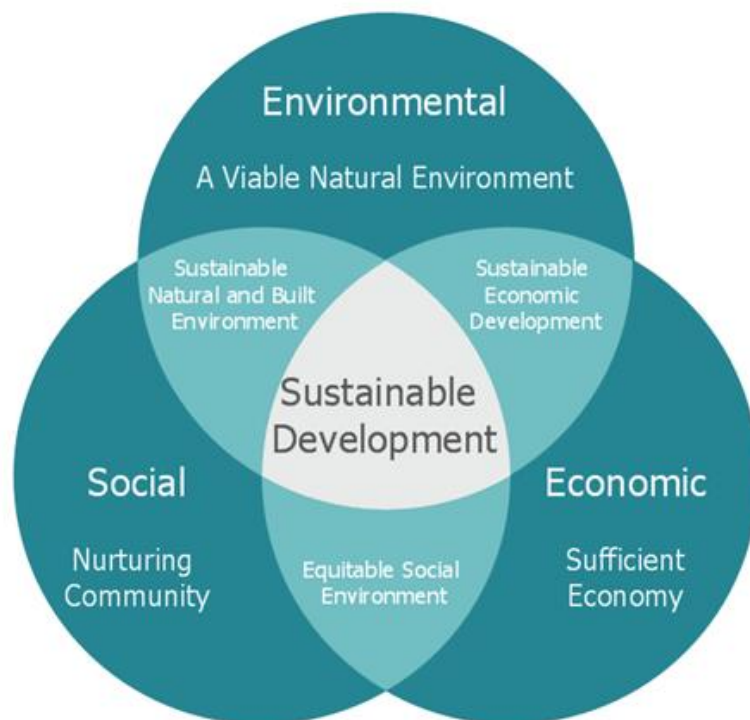 Environmental
A Viable Natural Environment
Sustainable
Natural and Built
Environment
Sustainable
Economic
Development
Sustainable
Development
Social
Nurturing
Community
Equitable Social
Environment
Economic
Sufficient
Economy